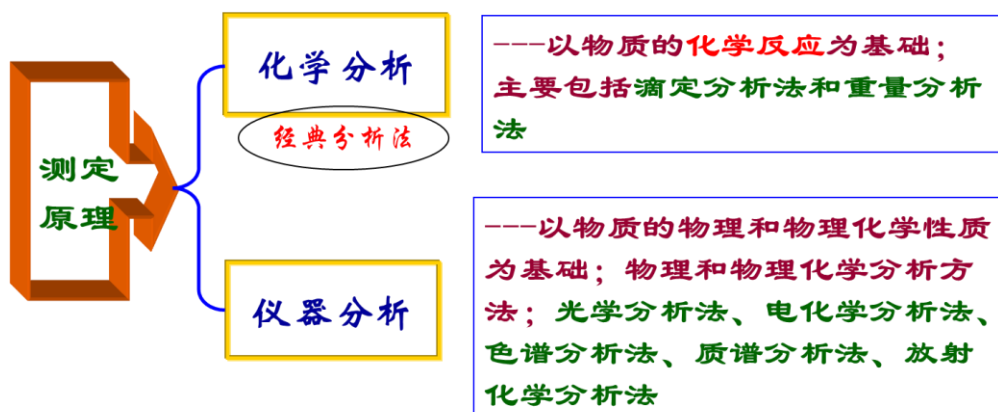 测定
原理
化学分析
经典分析法
---以物质的化学反应为基础；
主要包括滴定分析法和重量分析
法
仪器分析
---以物质的物理和物理化学性质
为基础；物理和物理化学分析方
法；光学分析法、电化学分析法、
色谱分析法、质谱分析法、放射
化学分析法